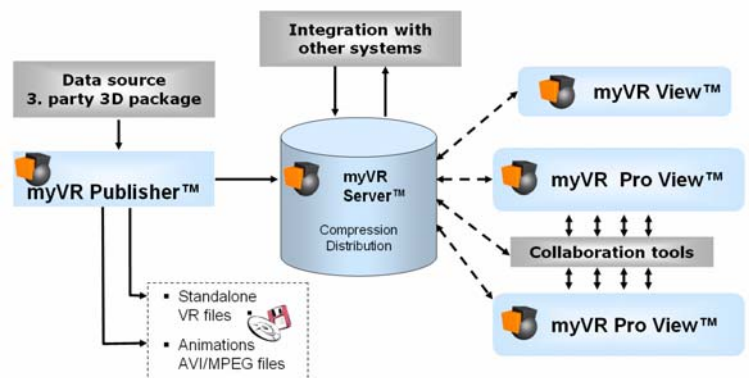 Integration with
other systems
Data source
3. party 3D package
myVR View™
myVR Publisher™
myVR
Server™
Compression
Distribution
myVR Pro View™
Collaboration tools
myVR Pro View™
▪ Standalone
VR files
▪ Animations
AVI/MPEG files